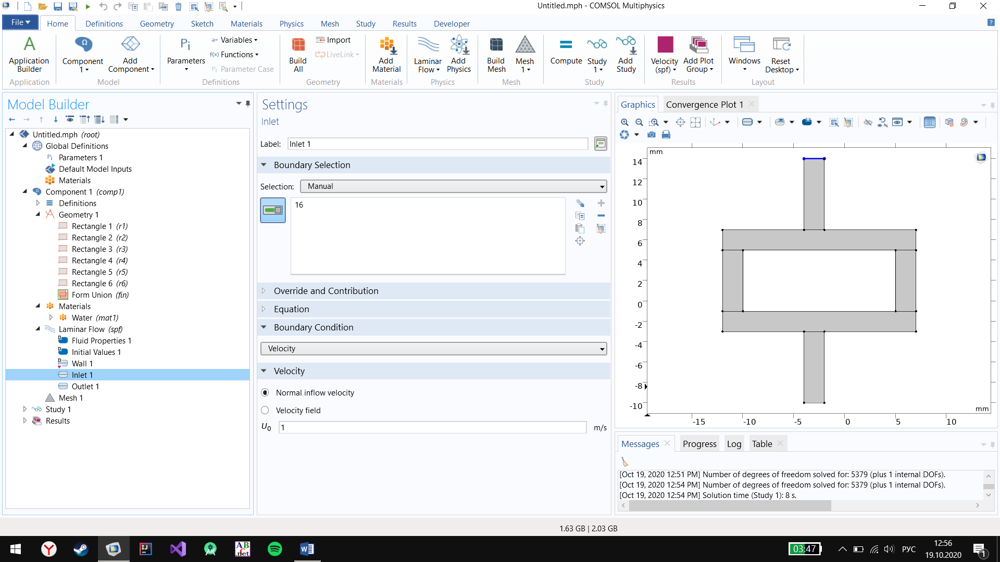 Untitled.mph - COMSOL Multiphysics
File Home Definitions Geometry Sketch Materials Physics Mesh Study Results Developer
Application Builder
Component 1
Add Component
Pi Parameters
a= Variables
f(x) Functions
Pi Parameter Case
Build All
Import
LiveLink
Add Material
Laminar Flow
Add Physics
Build Mesh
Mesh 1
Compute
Study 1
Add Study
Velocity (spf)
Add Plot Group
Windows
Reset Desktop
Application Model Definitions Geometry Materials Physics Mesh Study Results Layout
Model Builder
Untitled.mph (root)
Global Definitions
Pi Parameters 1
Default Model Inputs
Materials
Component 1 (comp1)
Definitions
Geometry 1
Rectangle 1 (r1)
Rectangle 2 (r2)
Rectangle 3 (r3)
Rectangle 4 (r4)
Rectangle 5 (r5)
Rectangle 6 (r6)
Form Union (fin)
Materials
Water (mat1)
Laminar Flow (spf)
Fluid Properties 1
Initial Values 1
Wall 1
Inlet 1
Outlet 1
Mesh 1
Study 1
Results
Settings
Inlet
Label: Inlet 1
Boundary Selection
Selection: Manual
16
Override and Contribution
Equation
Boundary Condition
Velocity
Velocity
Normal inflow velocity
Velocity field
U0 1 m/s
Graphics Convergence Plot 1
mm
14
12
10
8
6
4
2
0
-2
-4
-6
-8
-10
mm
-15 -10 -5 0 5 10
Messages Progress Log Table
[Oct 19, 2020 12:51 PM] Number of degrees of freedom solved for: 5379 (plus 1 internal DOFs).
[Oct 19, 2020 12:54 PM] Number of degrees of freedom solved for: 5379 (plus 1 internal DOFs).
[Oct 19, 2020 12:54 PM] Solution time (Study 1): 8 s.
1.63 GB | 2.03 GB
03:47
РУС
12:56
19.10.2020
1